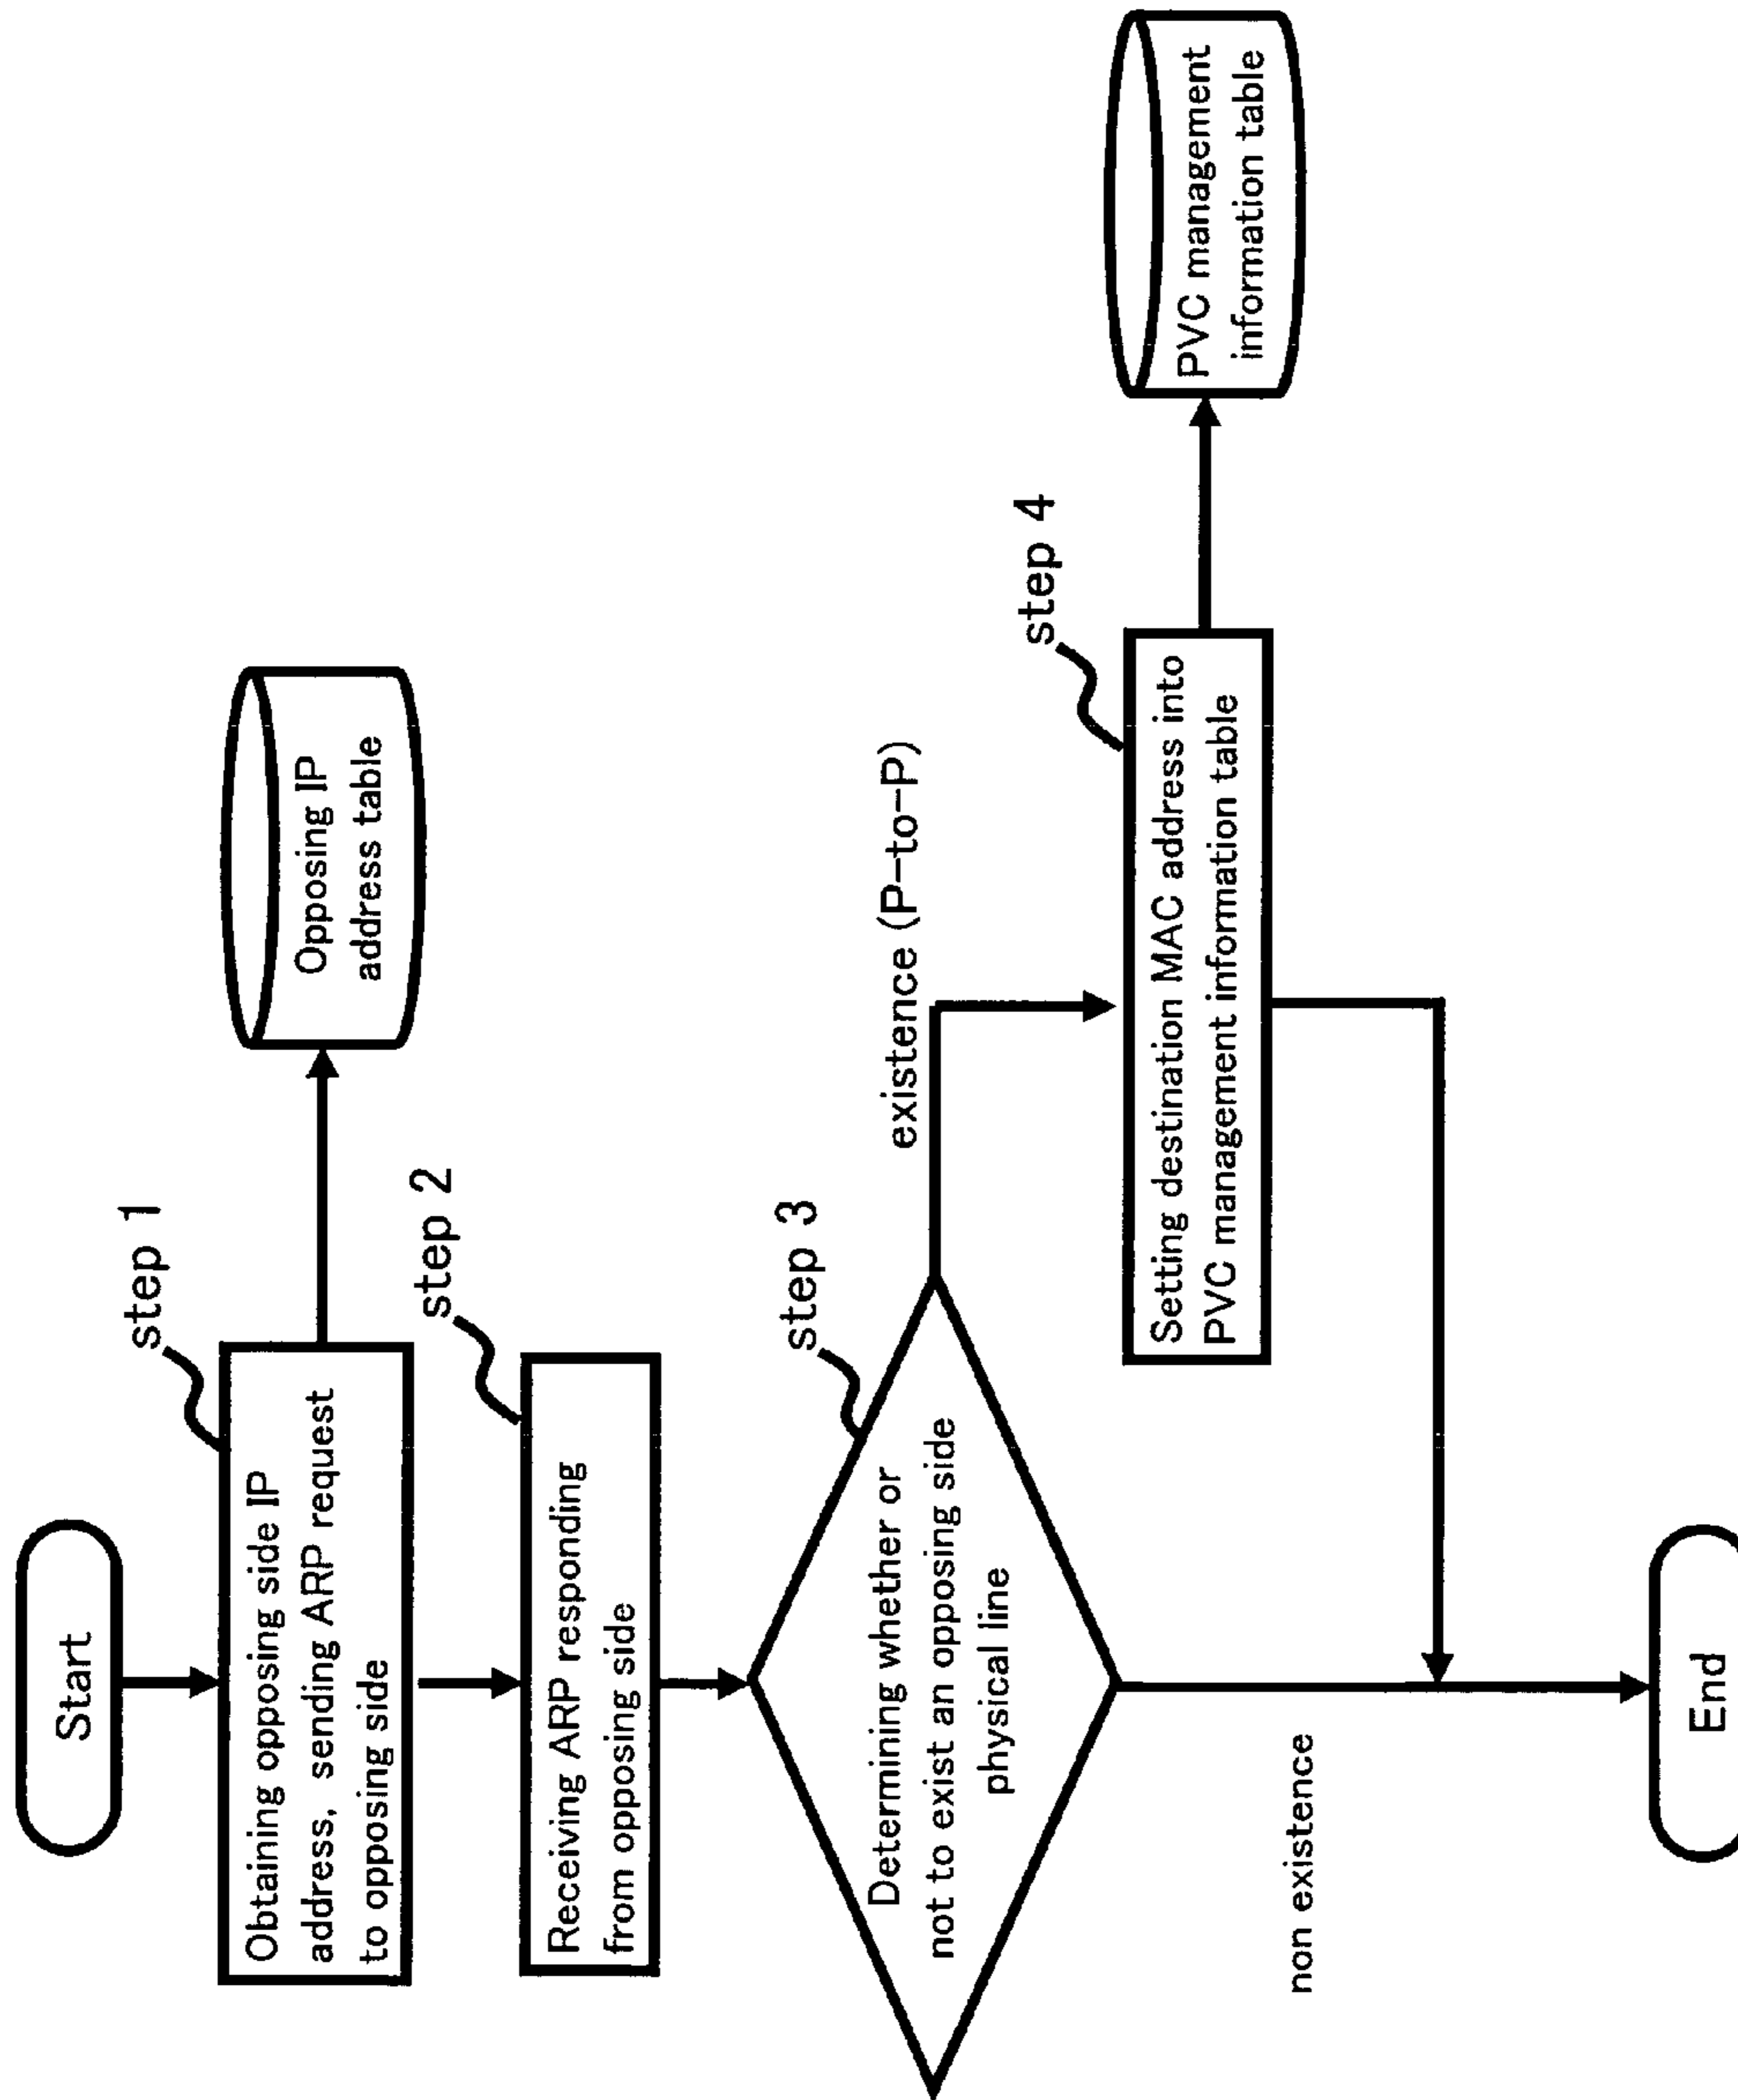 Start
step 1
Obtaining opposing side IP
address, sending ARP request
to opposing side
Opposing IP
address table
step 2
Receiving ARP responding
from opposing side
step 3
Determining whether or
not to exist an opposing side
physical line
existence (P-to-P)
step 4
Setting destination MAC address into
PVC management information table
PVC management
information table
non existence
End